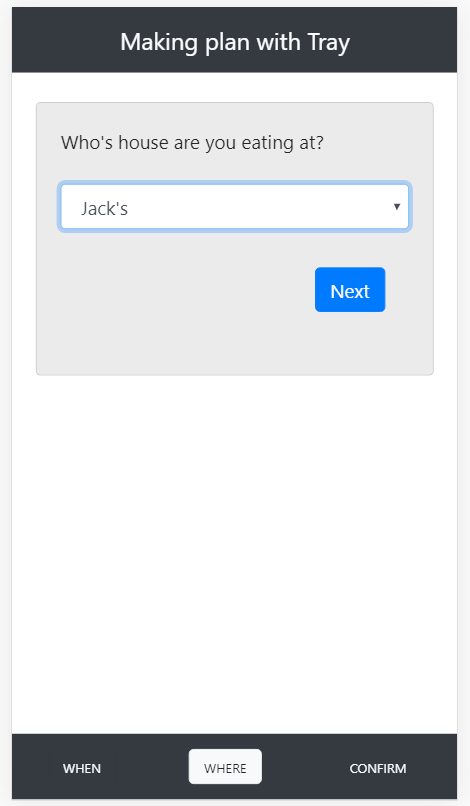 Making plan with Tray
Who's house are you eating at?
Jack's
Next
WHEN WHERE CONFIRM